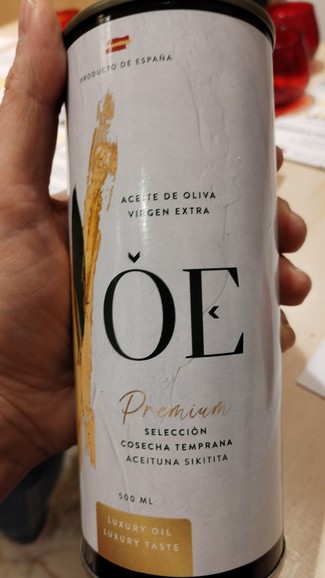 PRODUCTO DE ESPAÑA
ACEITE DE OLIVA
VIRGEN EXTRA
ǑE
Premium
SELECCIÓN
COSECHA TEMPRANA
ACEITUNA SIKITITA
500 ML
LUXURY OIL
LUXURY TASTE